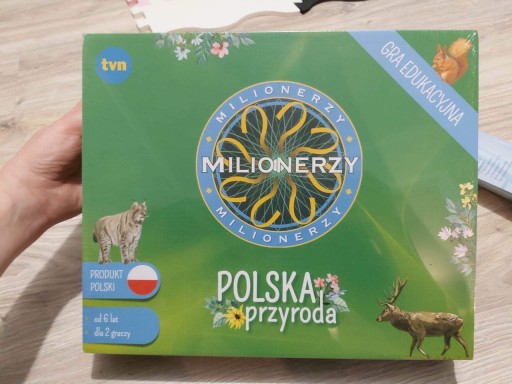 tvn
GRA EDUKACYJNA
MILIONERZY
MILIONERZY
MILIONERZY
PRODUKT
POLSKI
od 6 lat
dla 2 graczy
POLSKA
przyroda